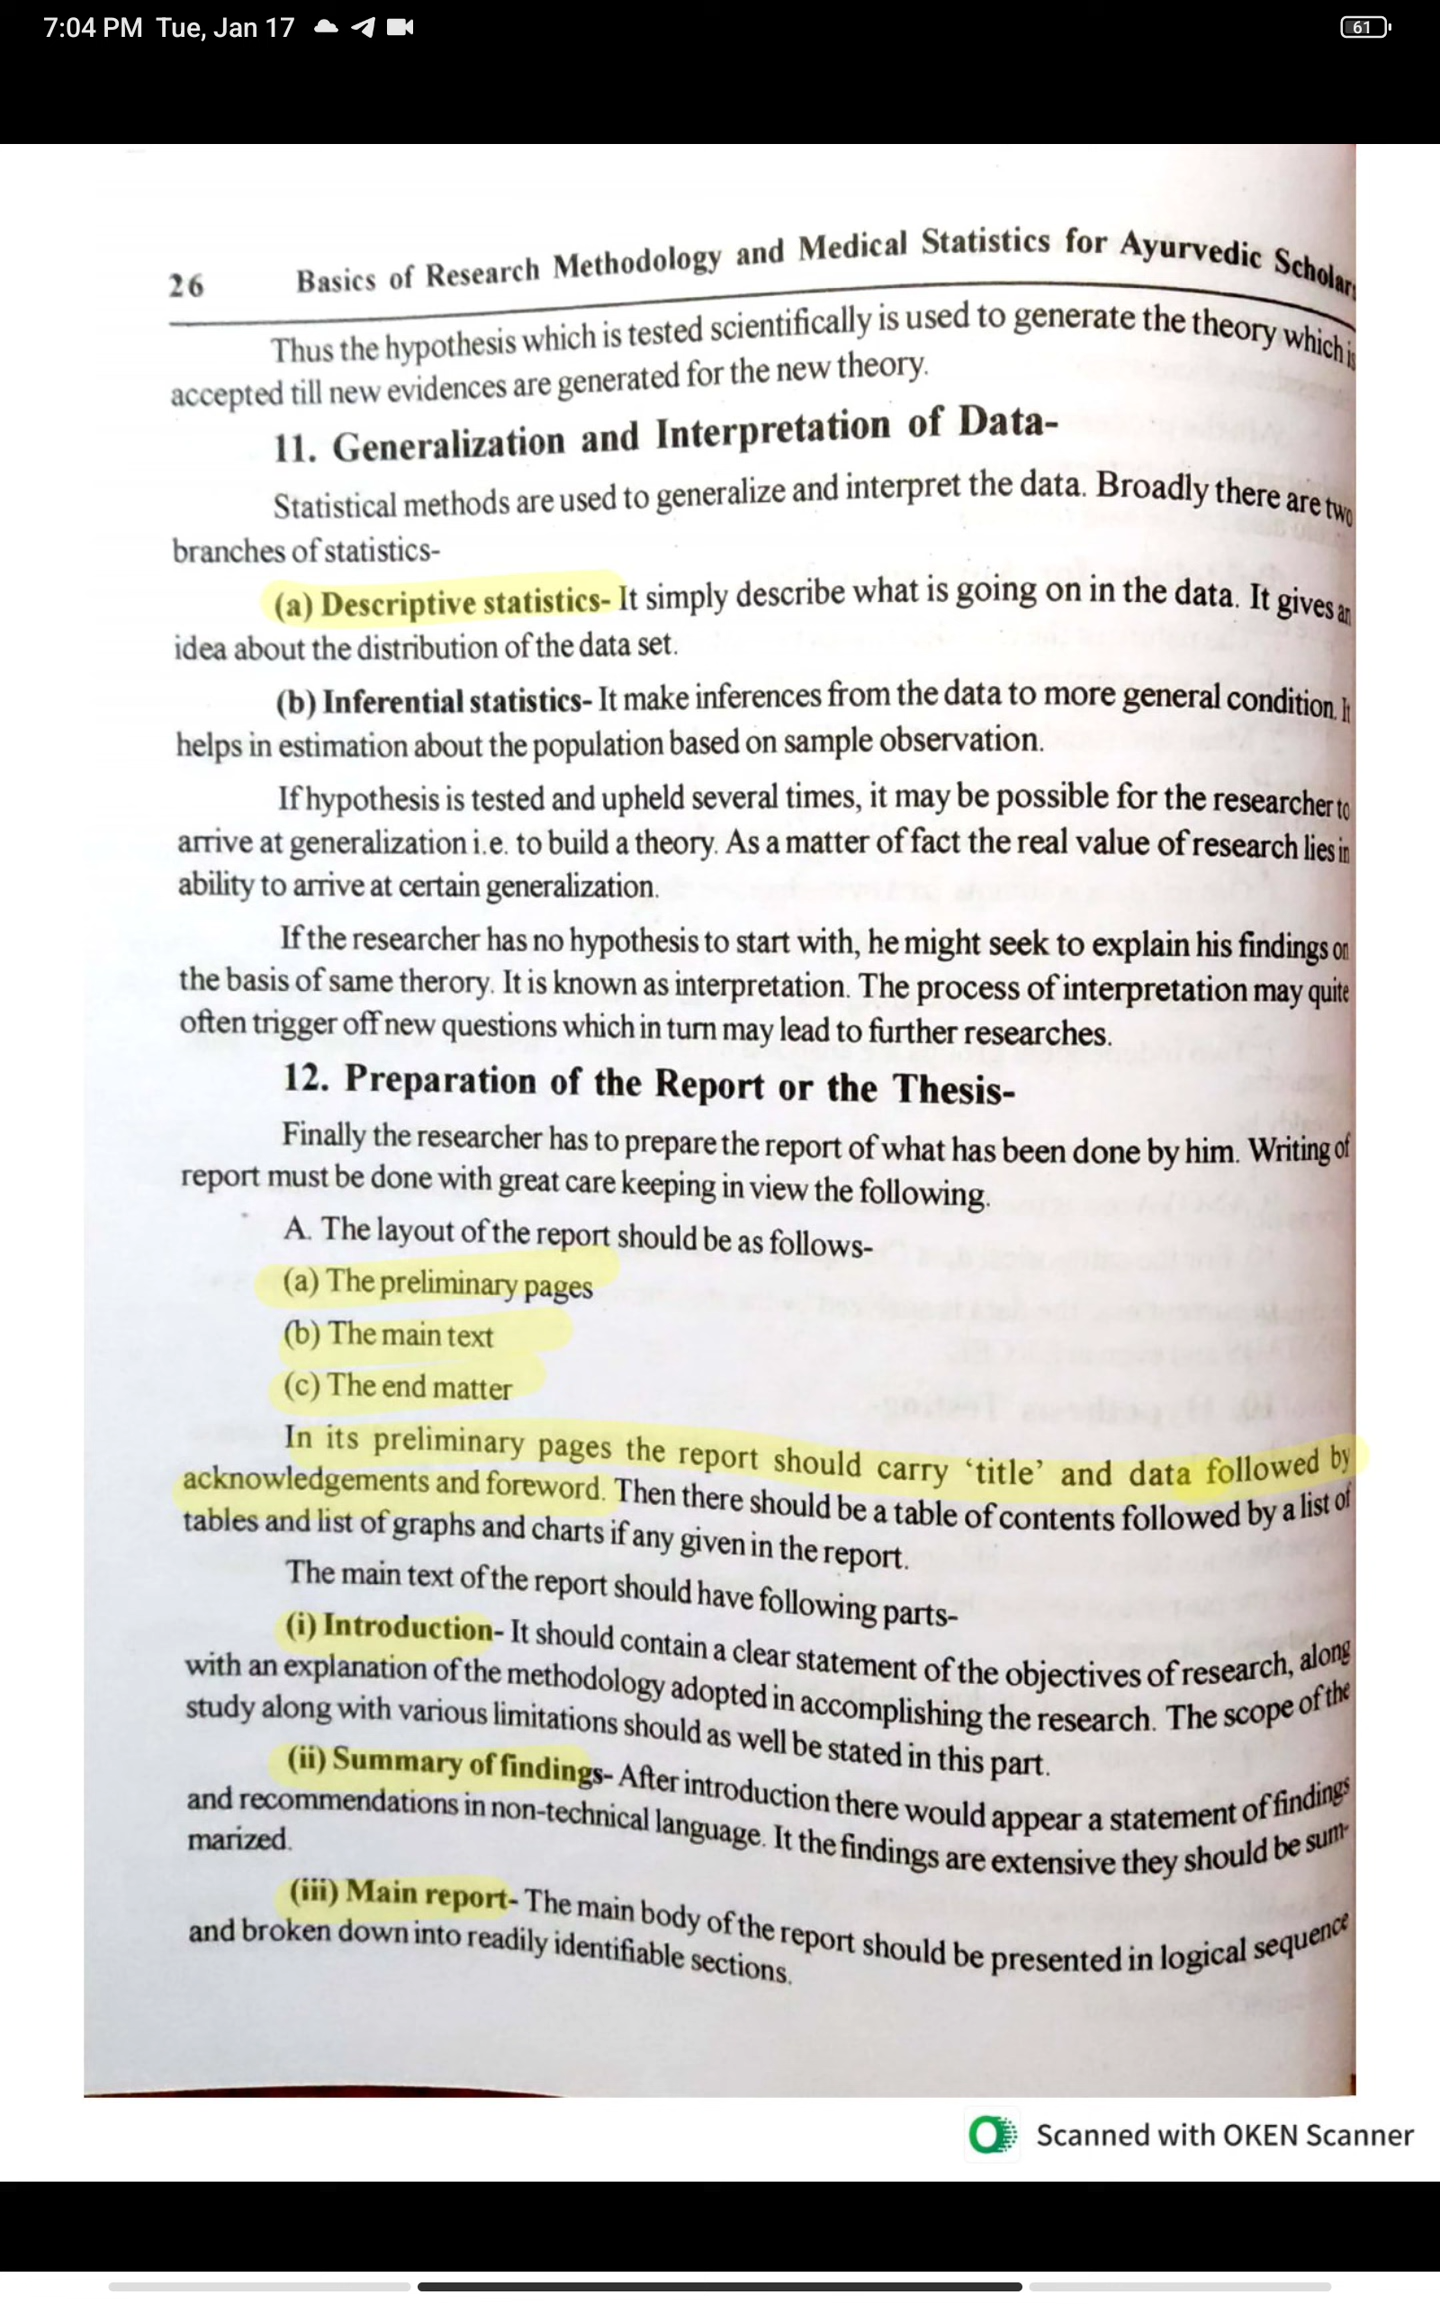 7:04 PM Tue, Jan 17
61
26 Basics of Research Methodology and Medical Statistics for Ayurvedic Scholars
Thus the hypothesis which is tested scientifically is used to generate the theory which is
accepted till new evidences are generated for the new theory.
11. Generalization and Interpretation of Data-
Statistical methods are used to generalize and interpret the data. Broadly there are two
branches of statistics-
(a) Descriptive statistics- It simply describe what is going on in the data. It gives an
idea about the distribution of the data set.
(b) Inferential statistics- It make inferences from the data to more general condition. It
helps in estimation about the population based on sample observation.
If hypothesis is tested and upheld several times, it may be possible for the researcher to
arrive at generalization i.e. to build a theory. As a matter of fact the real value of research lies in
ability to arrive at certain generalization.
If the researcher has no hypothesis to start with, he might seek to explain his findings on
the basis of same therory. It is known as interpretation. The process of interpretation may quite
often trigger off new questions which in turn may lead to further researches.
12. Preparation of the Report or the Thesis-
Finally the researcher has to prepare the report of what has been done by him. Writing of
report must be done with great care keeping in view the following.
A. The layout of the report should be as follows-
(a) The preliminary pages
(b) The main text
(c) The end matter
In its preliminary pages the report should carry ‘title’ and data followed by
acknowledgements and foreword. Then there should be a table of contents followed by a list of
tables and list of graphs and charts if any given in the report.
The main text of the report should have following parts-
(i) Introduction- It should contain a clear statement of the objectives of research, along
with an explanation of the methodology adopted in accomplishing the research. The scope of the
study along with various limitations should as well be stated in this part.
(ii) Summary of findings- After introduction there would appear a statement of findings
and recommendations in non-technical language. It the findings are extensive they should be sum-
marized.
(iii) Main report- The main body of the report should be presented in logical sequence
and broken down into readily identifiable sections.
Scanned with OKEN Scanner